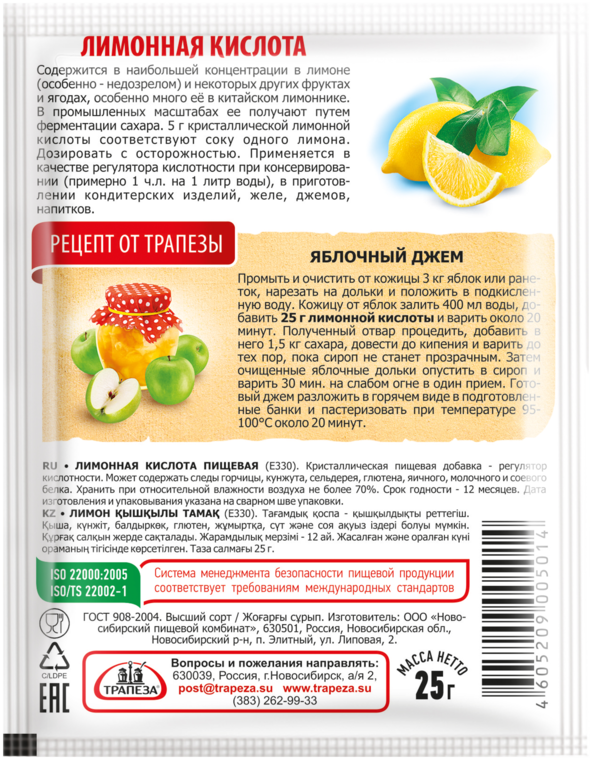 ЛИМОННАЯ КИСЛОТА
Содержится в наибольшей концентрации в лимоне
(особенно - недозрелом) и некоторых других фруктах
и ягодах, особенно много её в китайском лимоннике.
В промышленных масштабах ее получают путем
ферментации сахара. 5 г кристаллической лимонной
кислоты соответствуют соку одного лимона.
Дозировать с осторожностью. Применяется в
качестве регулятора кислотности при консервирова-
нии (примерно 1 ч.л. на 1 литр воды), в приготов-
лении кондитерских изделий, желе, джемов,
напитков.
РЕЦЕПТ ОТ ТРАПЕЗЫ
ЯБЛОЧНЫЙ ДЖЕМ
Промыть и очистить от кожицы 3 кг яблок или ране-
ток, нарезать на дольки и положить в подкислен-
ную воду. Кожицу от яблок залить 400 мл воды, до-
бавить 25 г лимонной кислоты и варить около 20
минут. Полученный отвар процедить, добавить в
него 1,5 кг сахара, довести до кипения и варить до
тех пор, пока сироп не станет прозрачным. Затем
очищенные яблочные дольки опустить в сироп и
варить 30 мин. на слабом огне в один прием. Гото-
вый джем разложить в горячем виде в подготовлен-
ные банки и пастеризовать при температуре 95-
100°С около 20 минут.
RU • ЛИМОННАЯ КИСЛОТА ПИЩЕВАЯ (Е330). Кристаллическая пищевая добавка - регулятор
кислотности. Может содержать следы горчицы, кунжута, сельдерея, глютена, яичного, молочного и соевого
белка. Хранить при относительной влажности воздуха не более 70%. Срок годности - 12 месяцев. Дата
изготовления и упаковывания указана на сварном шве упаковки.
KZ • ЛИМОН ҚЫШҚЫЛЫ ТАМАҚ (Е330). Тағамдық қоспа - қышқылдықты реттегіш.
Қыша, күнжіт, балдыркөк, глютен, жұмыртқа, сүт және соя ақуыз іздері болуы мүмкін.
Құрғақ салқын жерде сақталады. Жарамдылық мерзімі - 12 ай. Жасалған және оралған күні
ораманың тігісінде көрсетілген. Таза салмағы 25 г.
ISO 22000:2005
ISO/TS 22002-1
Система менеджмента безопасности пищевой продукции
соответствует требованиям международных стандартов
ГОСТ 908-2004. Высший сорт / Жоғарғы сұрып. Изготовитель: ООО «Ново-
сибирский пищевой комбинат», 630501, Россия, Новосибирская обл.,
Новосибирский р-н, п. Элитный, ул. Липовая, 2.
C/LDPE
EAC
ТРАПЕЗА
Вопросы и пожелания направлять:
630039, Россия, г.Новосибирск, а/я 2,
post@trapeza.su www.trapeza.su
(383) 262-99-33
МАССА НЕТТО
25 г
4 605209 005014